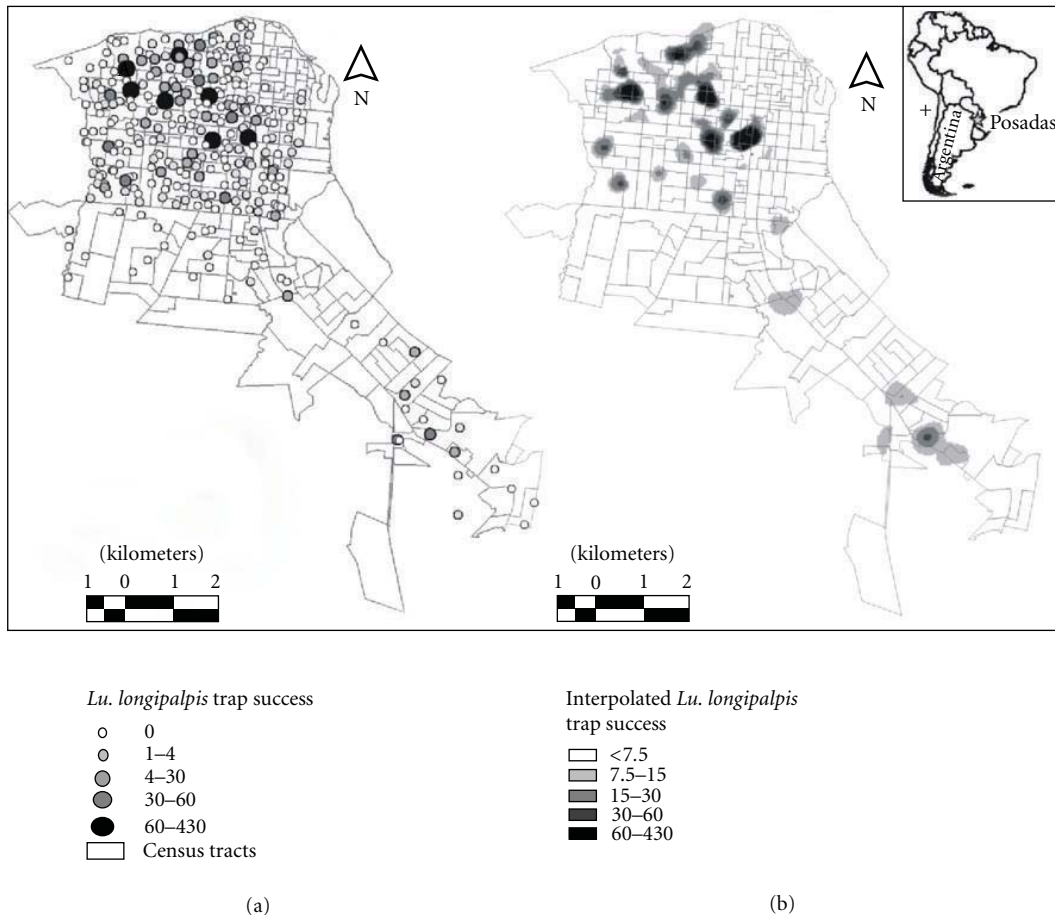 N
N
+
Posadas
Argentina
(kilometers)
1 0 1 2
(kilometers)
1 0 1 2
Lu. longipalpis trap success
0
1–4
4–30
30–60
60–430
Census tracts
(a)
Interpolated Lu. longipalpis
trap success
<7.5
7.5–15
15–30
30–60
60–430
(b)